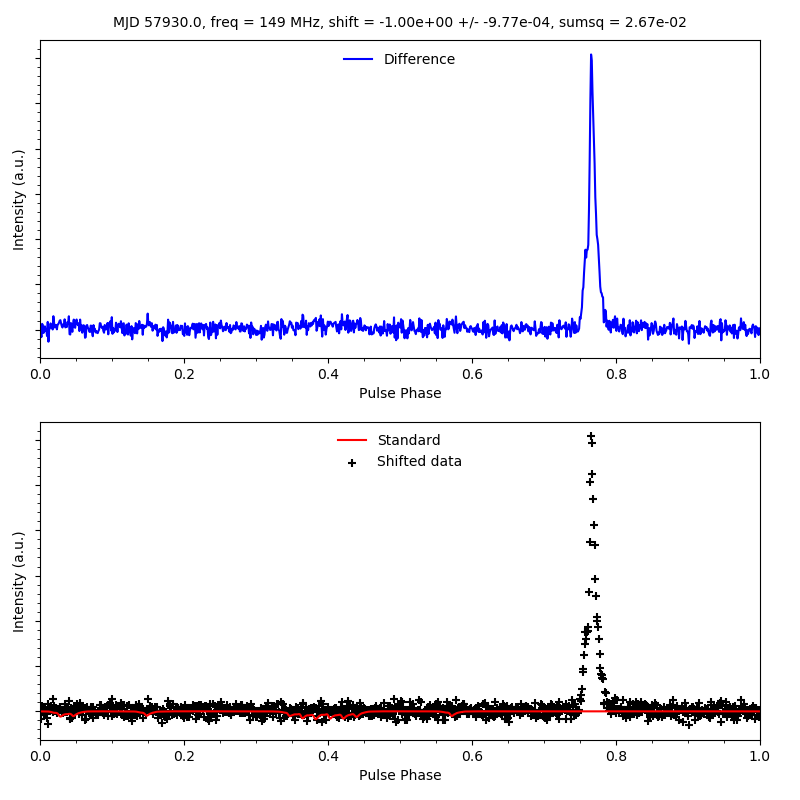 MJD 57930.0, freq = 149 MHz, shift = -1.00e+00 +/- -9.77e-04, sumsq = 2.67e-02
Difference
Intensity (a.u.)
0.0 0.2 0.4 0.6 0.8 1.0
Pulse Phase
Standard
Shifted data
Intensity (a.u.)
0.0 0.2 0.4 0.6 0.8 1.0
Pulse Phase